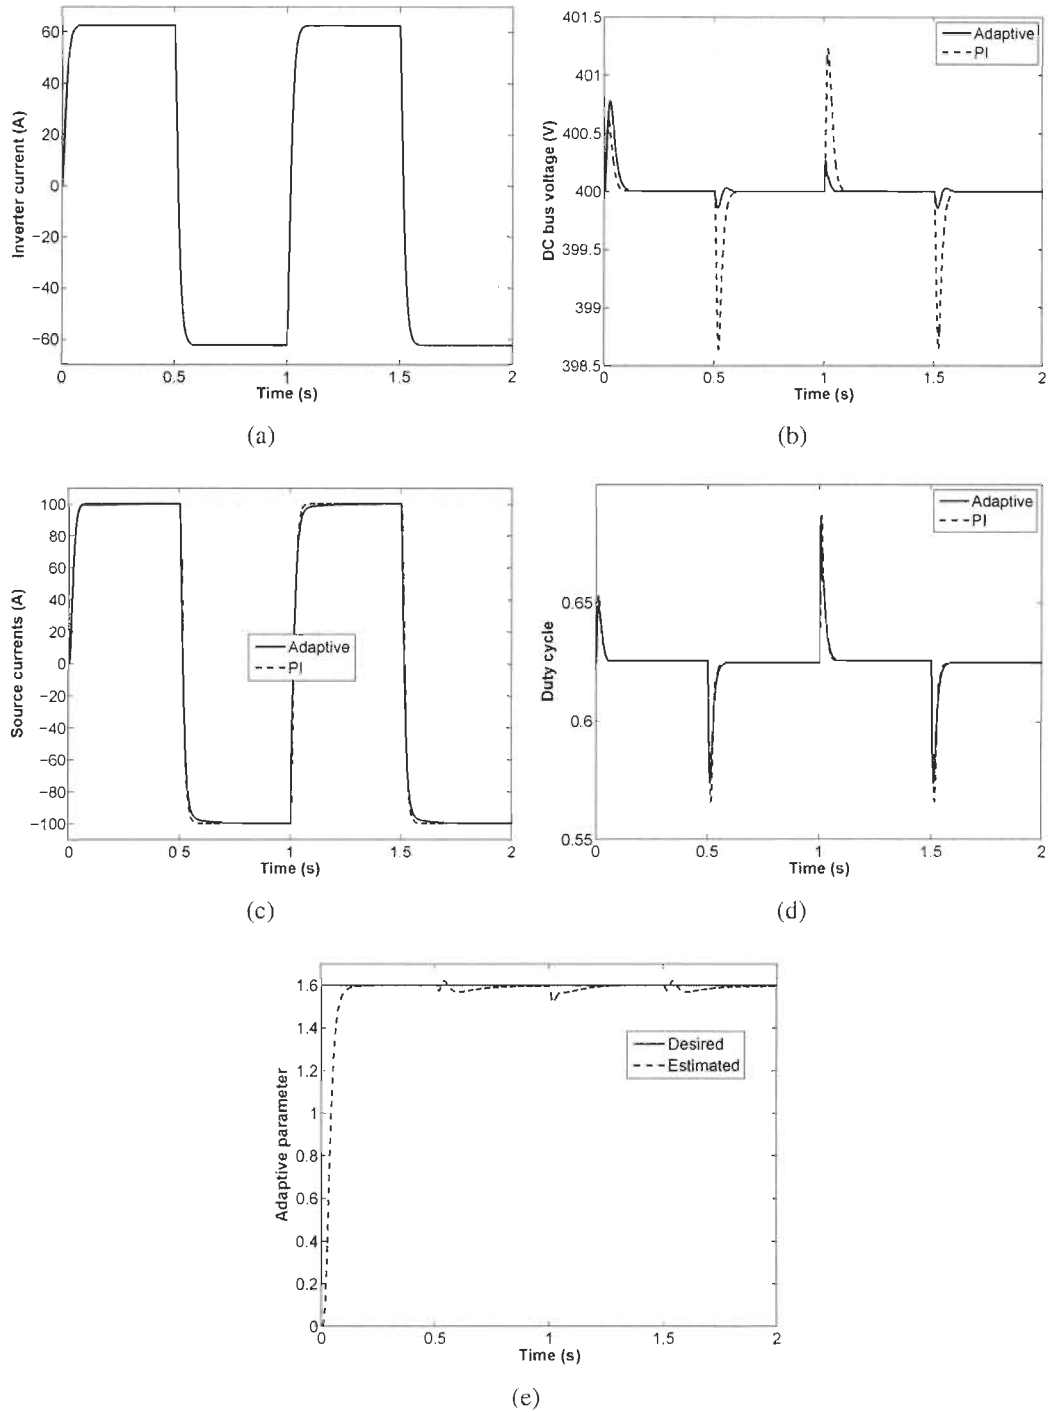 60
40
20
0
−20
−40
−60
Inverter current (A)
0
0.5
1
1.5
2
Time (s)
(a)
401.5
401
400.5
400
399.5
399
398.5
DC bus voltage (V)
Adaptive
PI
0
0.5
1
1.5
2
Time (s)
(b)
100
80
60
40
20
0
−20
−40
−60
−80
−100
Source currents (A)
Adaptive
PI
0
0.5
1
1.5
2
Time (s)
(c)
0.65
0.6
0.55
Duty cycle
Adaptive
PI
0
0.5
1
1.5
2
Time (s)
(d)
1.6
1.4
1.2
1
0.8
0.6
0.4
0.2
0
Adaptive parameter
Desired
Estimated
0
0.5
1
1.5
2
Time (s)
(e)